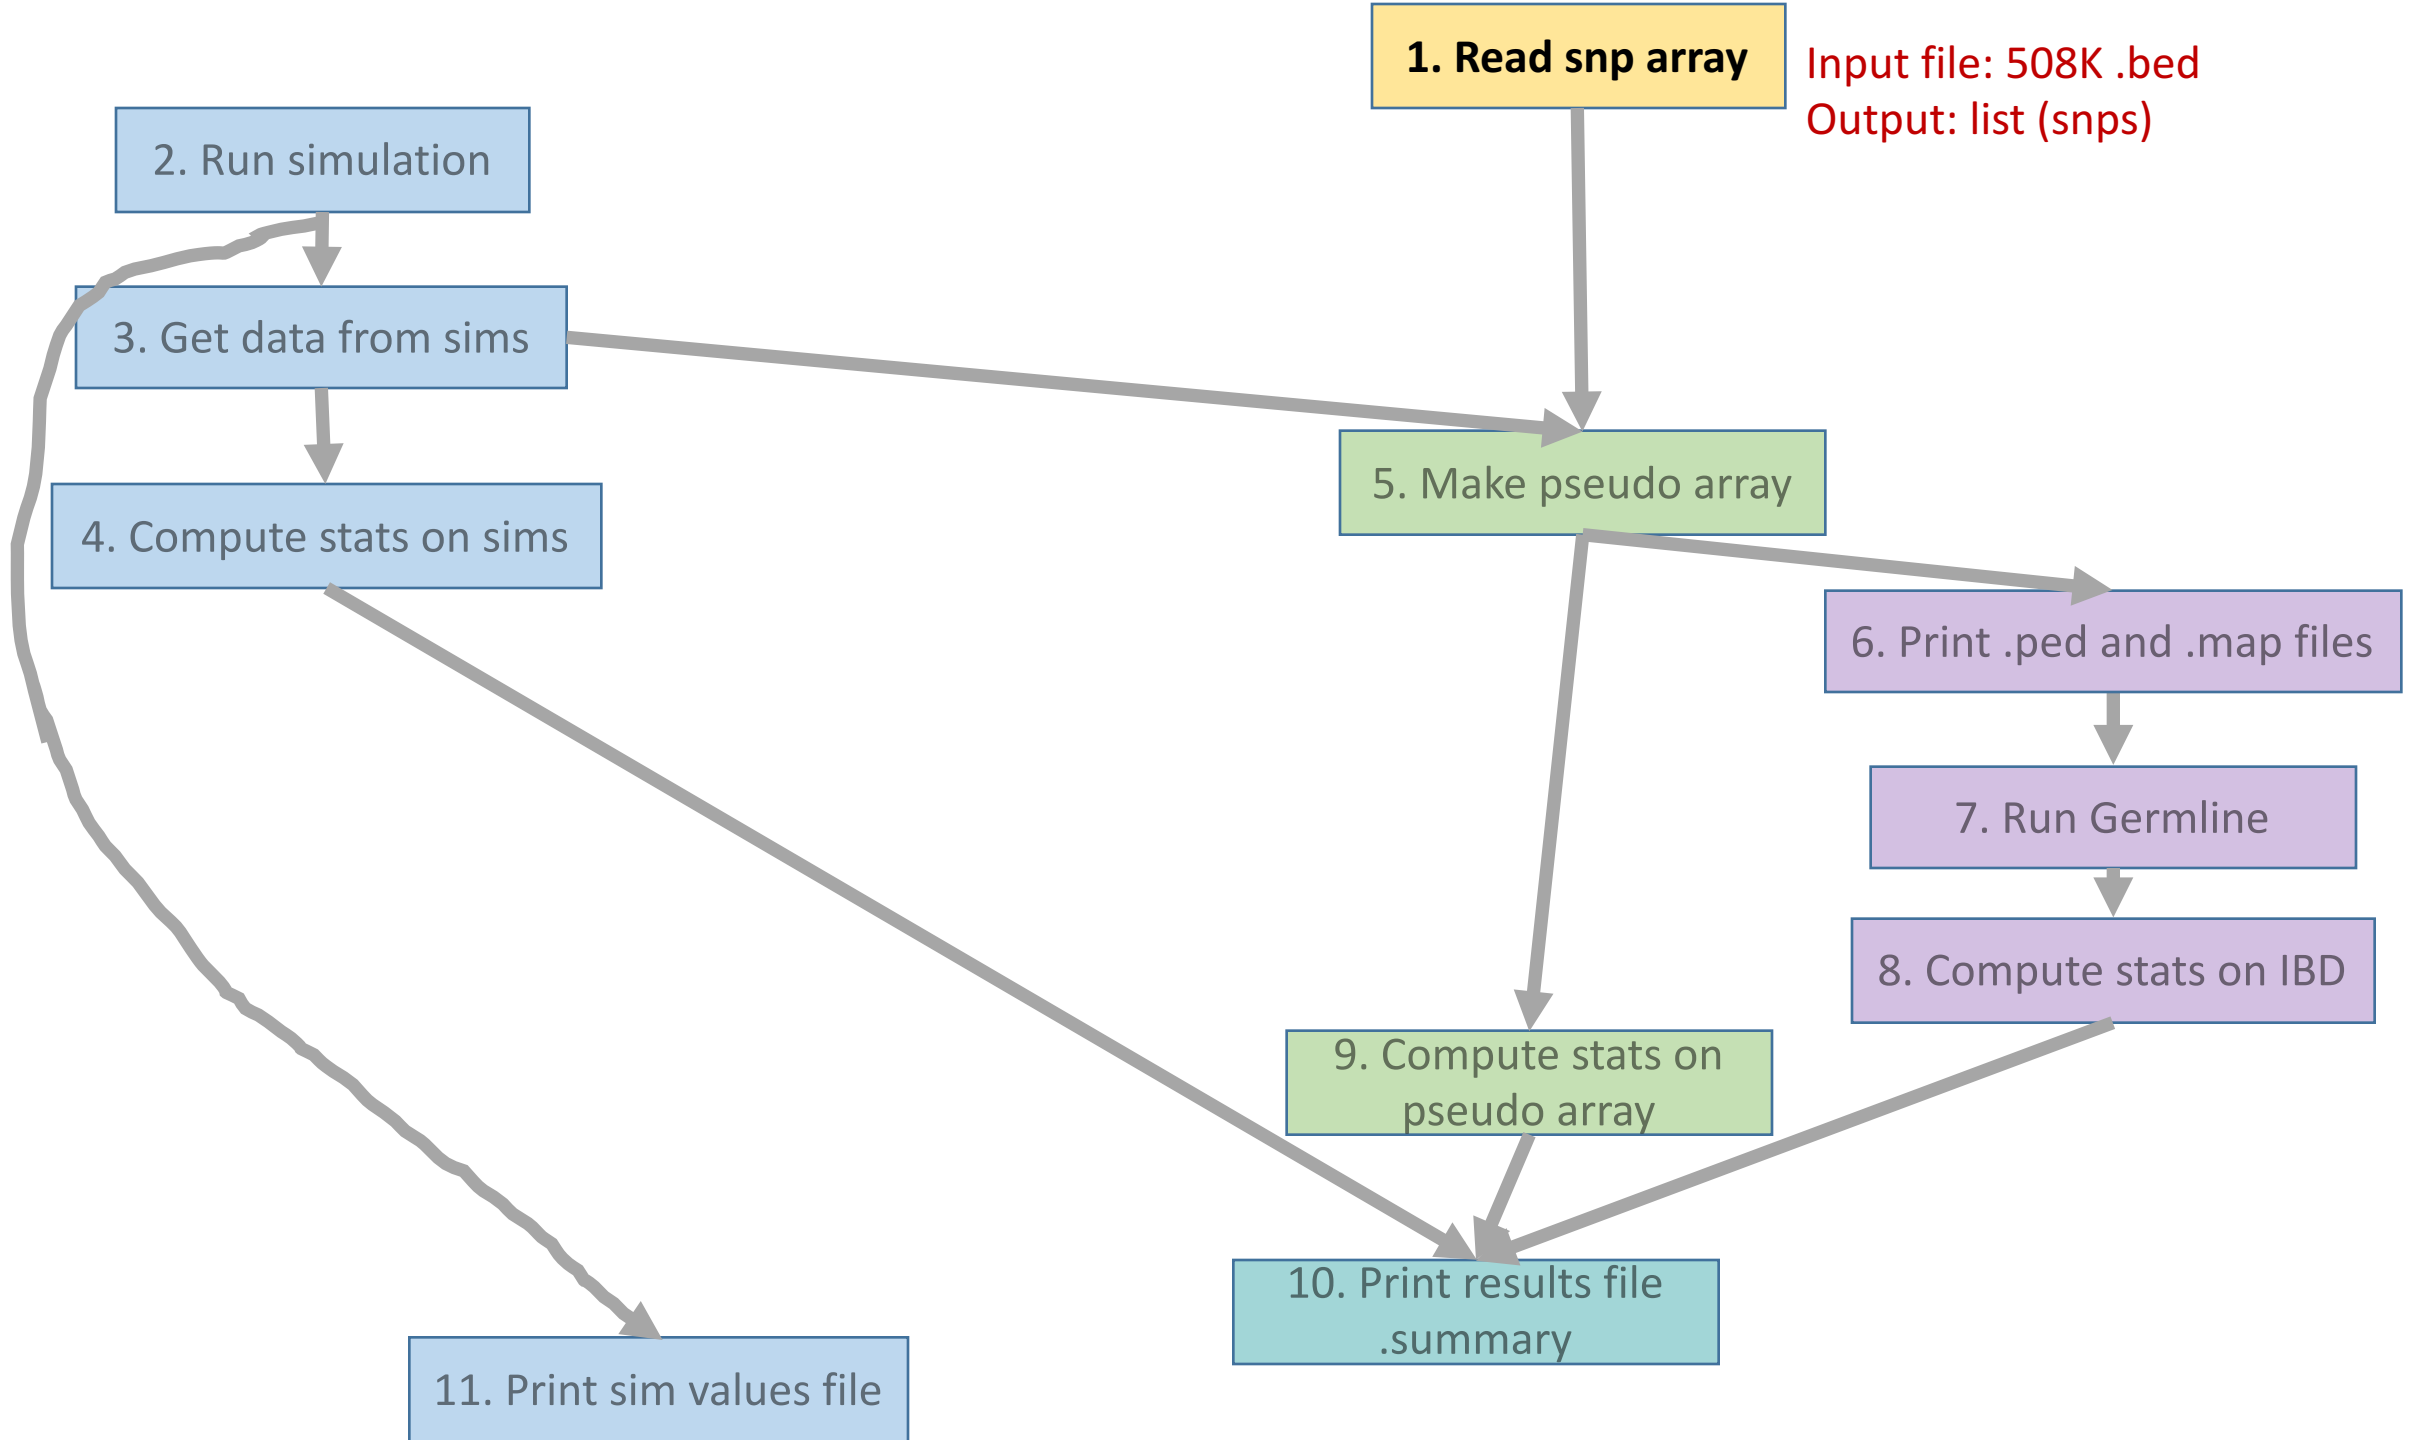 1. Read snp array
Input file: 508K .bed
Output: list (snps)
2. Run simulation
3. Get data from sims
4. Compute stats on sims
5. Make pseudo array
6. Print .ped and .map files
7. Run Germline
8. Compute stats on IBD
9. Compute stats on
pseudo array
10. Print results file
.summary
11. Print sim values file